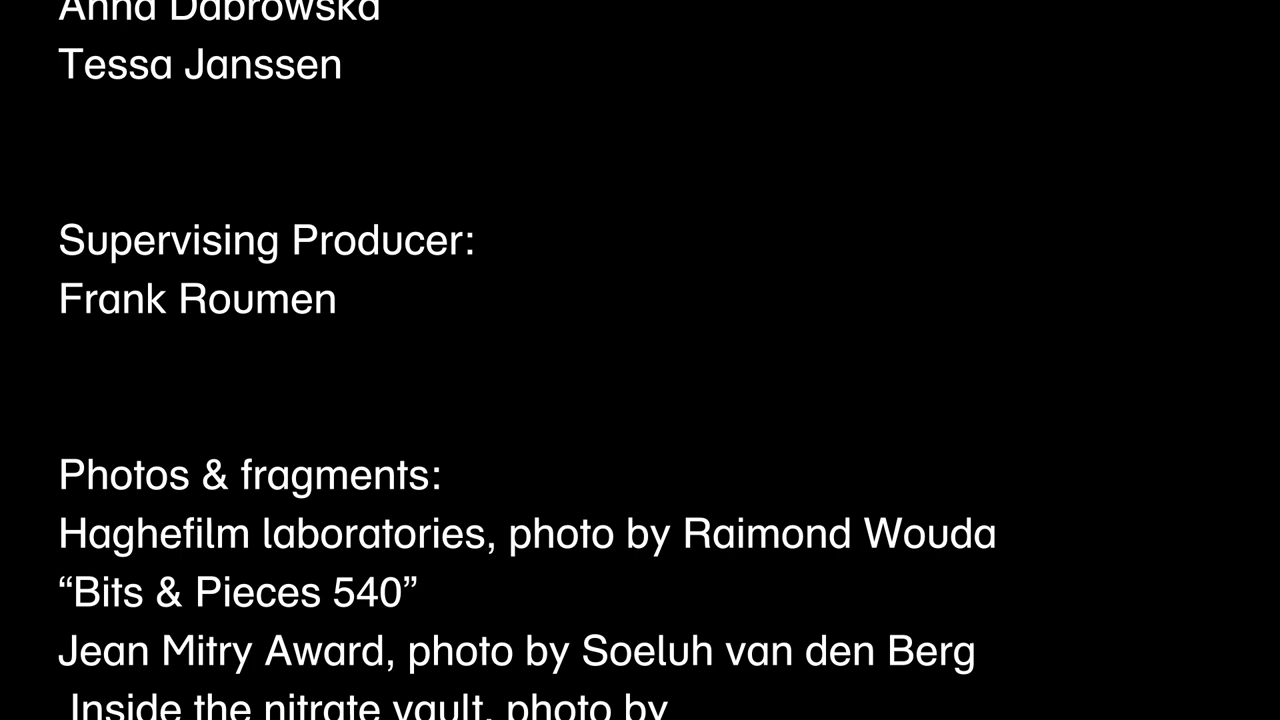 Anna Dabrowska
Tessa Janssen
Supervising Producer:
Frank Roumen
Photos & fragments:
Haghefilm laboratories, photo by Raimond Wouda
“Bits & Pieces 540”
Jean Mitry Award, photo by Soeluh van den Berg
Inside the nitrate vault, photo by